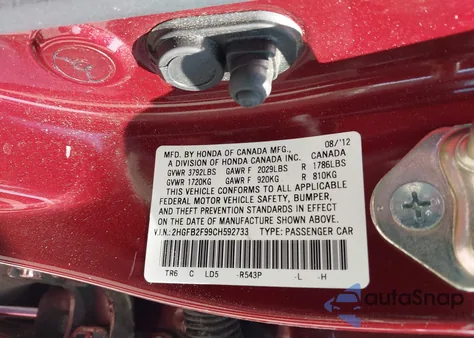 MFD. BY HONDA OF CANADA MFG., 08/'12
A DIVISION OF HONDA CANADA INC. CANADA
GVWR 3792LBS GAWR F 2029LBS R 1786LBS
GVWR 1720KG GAWR F 920KG R 810KG
THIS VEHICLE CONFORMS TO ALL APPLICABLE
FEDERAL MOTOR VEHICLE SAFETY, BUMPER,
AND THEFT PREVENTION STANDARDS IN EFFECT
ON THE DATE OF MANUFACTURE SHOWN ABOVE.
V.I.N.: 2HGFB2F99CH592733 TYPE: PASSENGER CAR
TR6 C LD5 -R543P -L -H
autoSnap